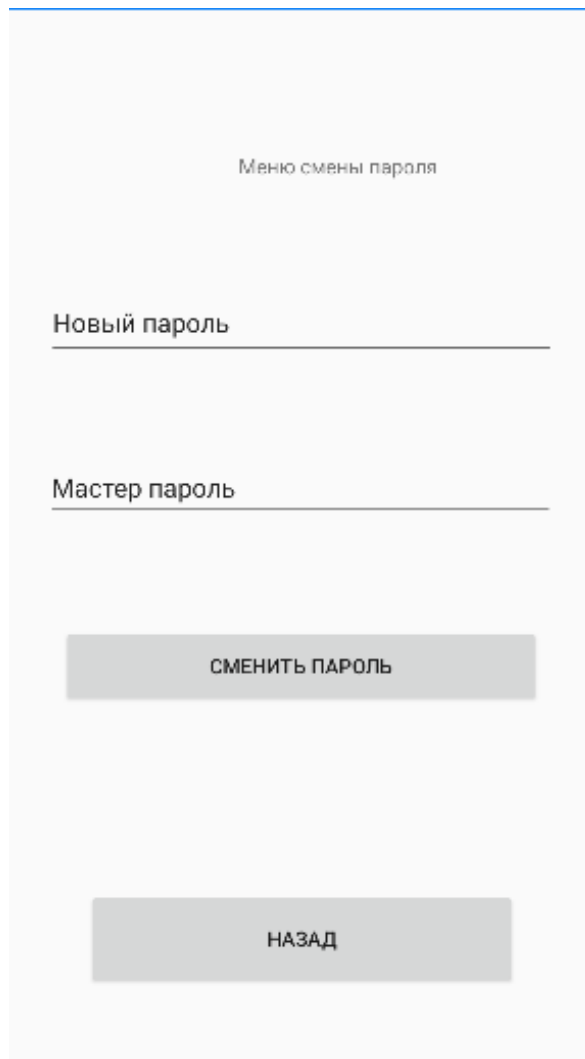 Меню смены пароля
Новый пароль
Мастер пароль
СМЕНИТЬ ПАРОЛЬ
НАЗАД